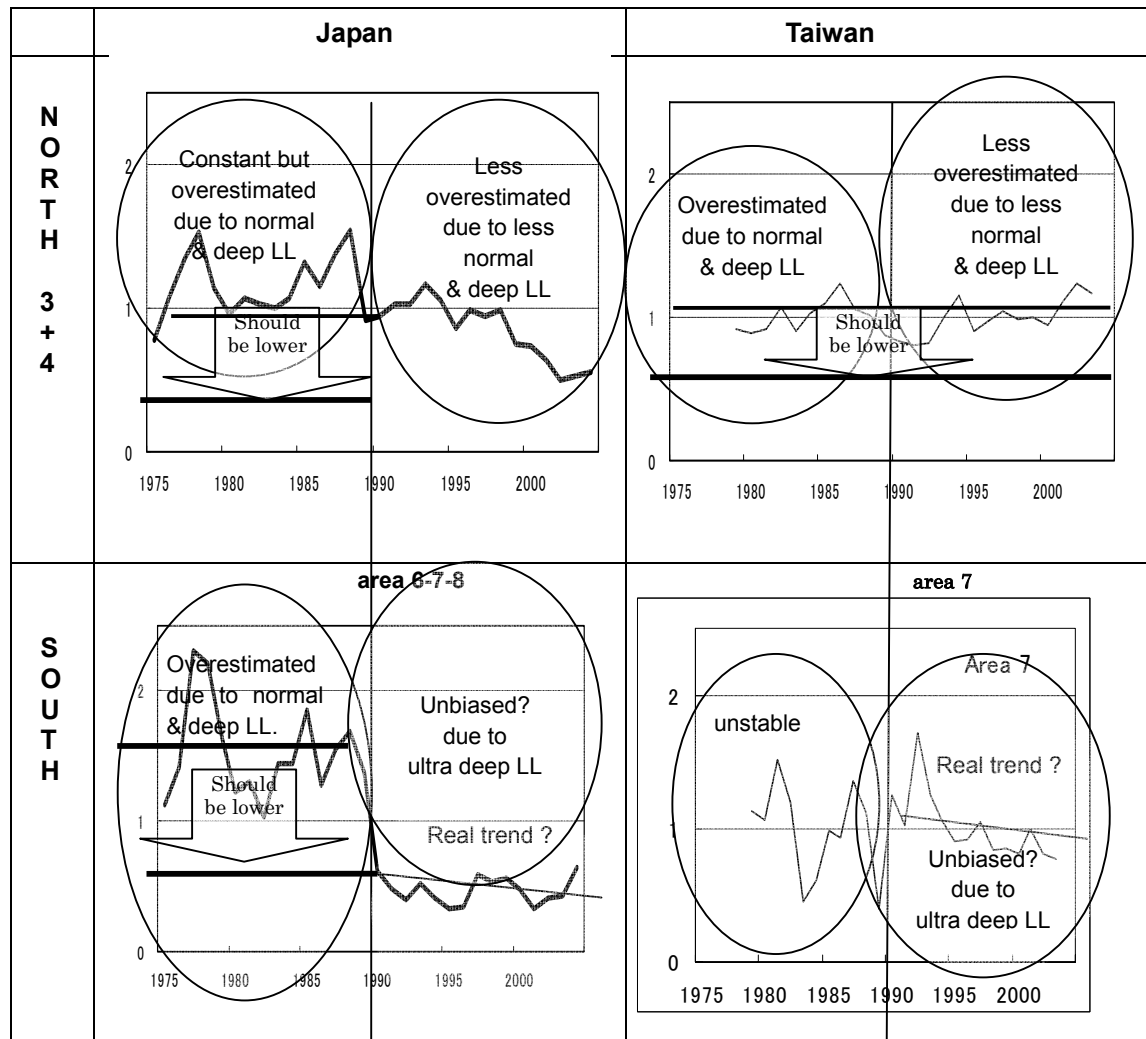 Japan
Taiwan
N
O
R
T
H
3
+
4
Constant but
overestimated
due to normal
& deep LL
Less
overestimated
due to less
normal
& deep LL
Should
be lower
2
1
0
1975 1980 1985 1990 1995 2000
Overestimated
due to normal
& deep LL
Less
overestimated
due to less
normal
& deep LL
Should
be lower
2
1
0
1975 1980 1985 1990 1995 2000
S
O
U
T
H
area 6-7-8
Overestimated
due to normal
& deep LL.
Should
be lower
Unbiased?
due to
ultra deep LL
Real trend ?
2
1
0
1975 1980 1985 1990 1995 2000
area 7
Area 7
unstable
Real trend ?
Unbiased?
due to
ultra deep LL
2
1
0
1975 1980 1985 1990 1995 2000